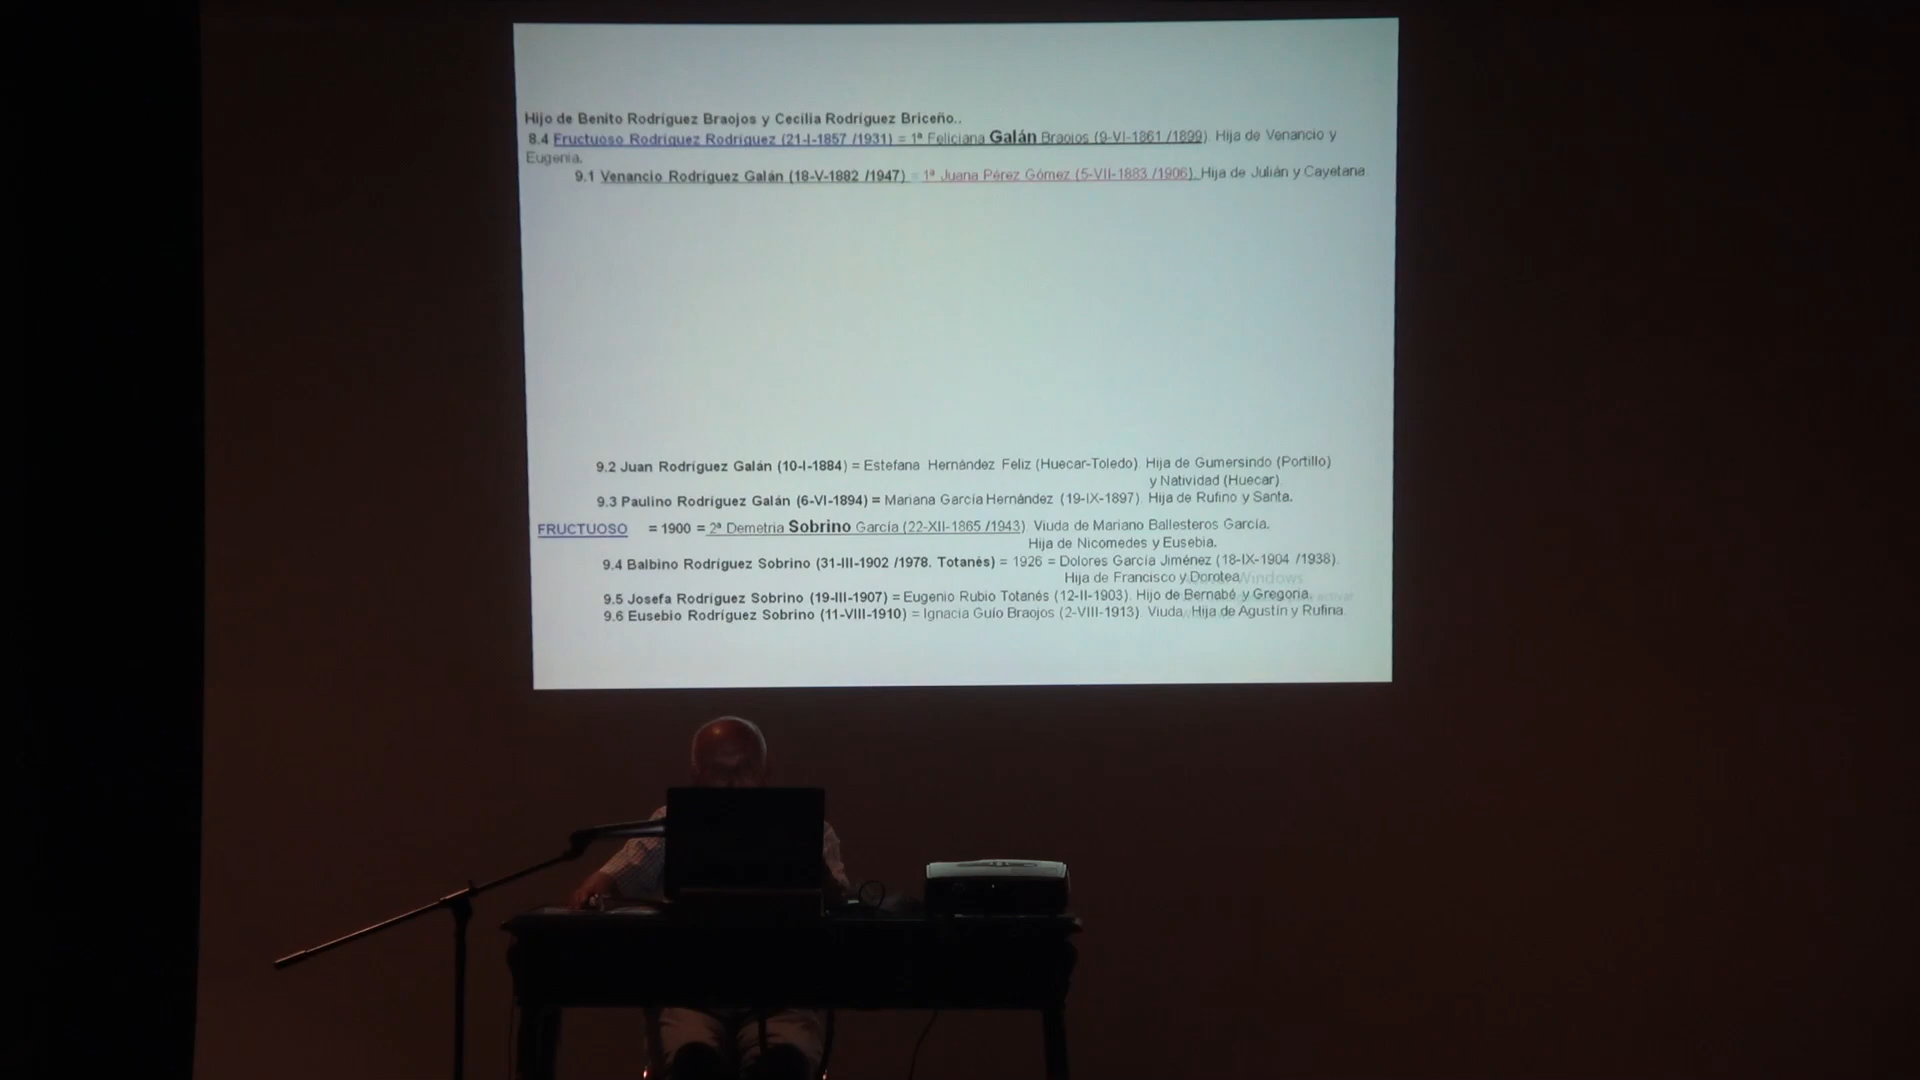 Hijo de Benito Rodríguez Braojos y Cecilia Rodríguez Briceño..
8.4 Fructuoso Rodríguez Rodríguez (21-I-1857 /1931) = 1ª Feliciana Galán Braojos (9-VI-1861 /1899). Hija de Venancio y
Eugenia.
9.1 Venancio Rodríguez Galán (18-V-1882 /1947) = 1ª Juana Pérez Gómez (5-VII-1883 /1906). Hija de Julián y Cayetana
9.2 Juan Rodríguez Galán (10-I-1884) = Estefana Hernández Feliz (Huecar-Toledo). Hija de Gumersindo (Portillo)
y Natividad (Huecar)
9.3 Paulino Rodríguez Galán (6-VI-1894) = Mariana García Hernández (19-IX-1897). Hija de Rufino y Santa.
FRUCTUOSO = 1900 = 2ª Demetria Sobrino García (22-XII-1865 /1943). Viuda de Mariano Ballesteros García.
Hija de Nicomedes y Eusebia.
9.4 Balbino Rodríguez Sobrino (31-III-1902 /1978. Totanés) = 1926 = Dolores García Jiménez (18-IX-1904 /1938).
Hija de Francisco y Dorotea Windows
9.5 Josefa Rodríguez Sobrino (19-III-1907) = Eugenio Rubio Totanés (12-II-1903). Hijo de Bernabé y Gregoria.
9.6 Eusebio Rodríguez Sobrino (11-VIII-1910) = Ignacia Guío Braojos (2-VIII-1913). Viuda. Hija de Agustín y Rufina.